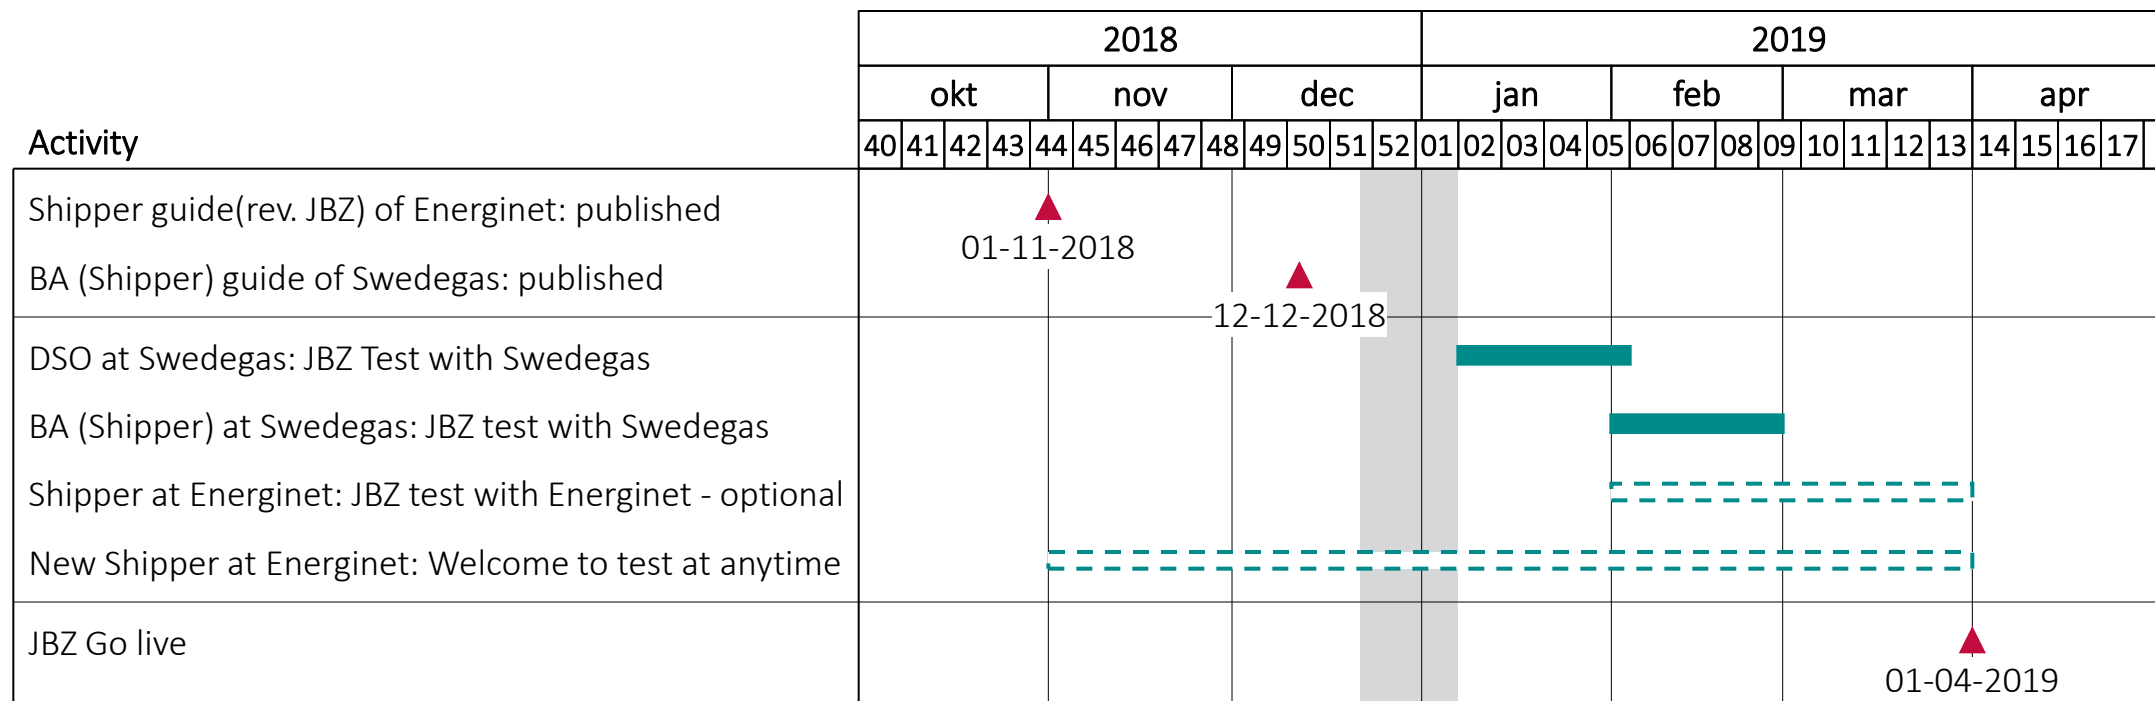 2018 2019
okt nov dec jan feb mar apr
Activity 40 41 42 43 44 45 46 47 48 49 50 51 52 01 02 03 04 05 06 07 08 09 10 11 12 13 14 15 16 17
Shipper guide(rev. JBZ) of Energinet: published
01-11-2018
BA (Shipper) guide of Swedegas: published
12-12-2018
DSO at Swedegas: JBZ Test with Swedegas
BA (Shipper) at Swedegas: JBZ test with Swedegas
Shipper at Energinet: JBZ test with Energinet - optional
New Shipper at Energinet: Welcome to test at anytime
JBZ Go live
01-04-2019